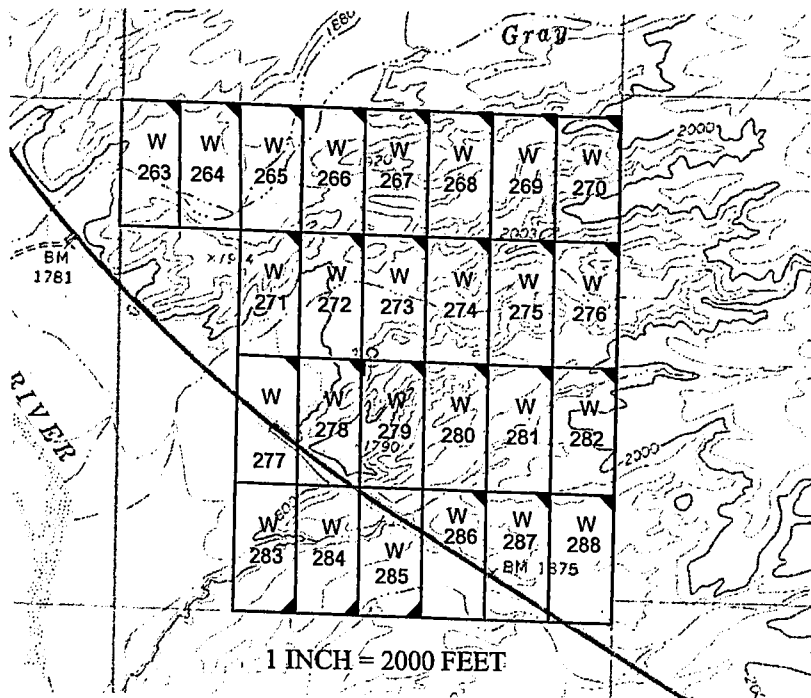 Gray
1880
W W W W W W W W
263 264 265 266 267 268 269 270
2000
BM
1781
W W W W W W
271 272 273 274 275 276
RIVER
W W W W W W
277 278 279 280 281 282
1790
2000
W W W W W W
283 284 285 286 287 288
BM 1875
1 INCH = 2000 FEET